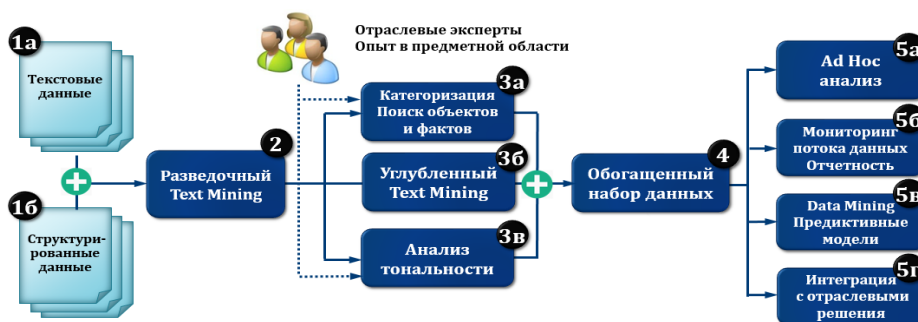 1а
Текстовые
данные
1б
Структури-
рованные
данные
2
Разведочный
Text Mining
Отраслевые эксперты
Опыт в предметной области
3а
Категоризация
Поиск объектов
и фактов
3б
Углубленный
Text Mining
3в
Анализ
тональности
4
Обогащенный
набор данных
5а
Ad Hoc
анализ
5б
Мониторинг
потока данных
Отчетность
5в
Data Mining
Предиктивные
модели
5г
Интеграция
с отраслевыми
решения